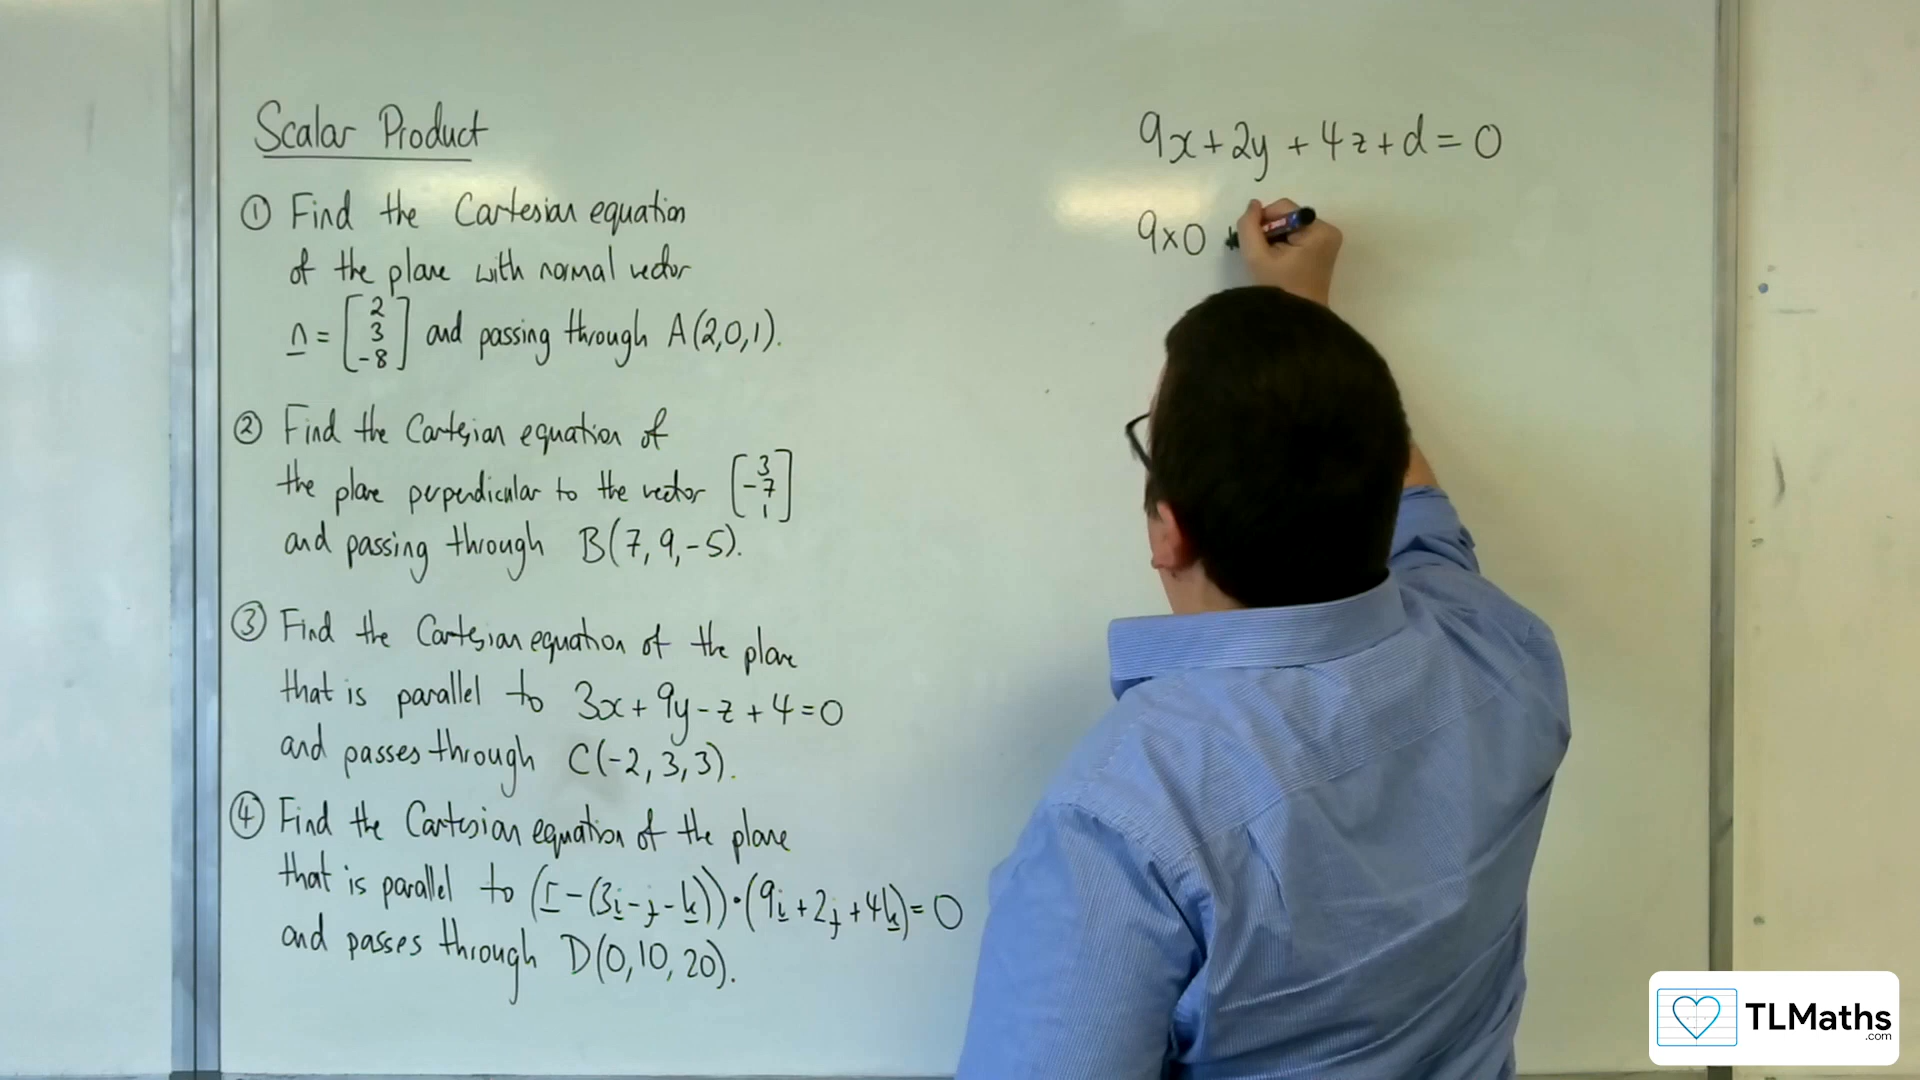 Scalar Product
① Find the Cartesian equation
of the plane with normal vector
n = [2 3 -8] and passing through A(2,0,1).
② Find the Cartesian equation of
the plane perpendicular to the vector [3 -7 1]
and passing through B(7, 9, -5).
③ Find the Cartesian equation of the plane
that is parallel to 3x + 9y - z + 4 = 0
and passes through C(-2, 3, 3).
④ Find the Cartesian equation of the plane
that is parallel to (r - (3i - j - k)) · (9i + 2j + 4k) = 0
and passes through D(0, 10, 20).
9x + 2y + 4z + d = 0
9×0 +
TLMaths
.com